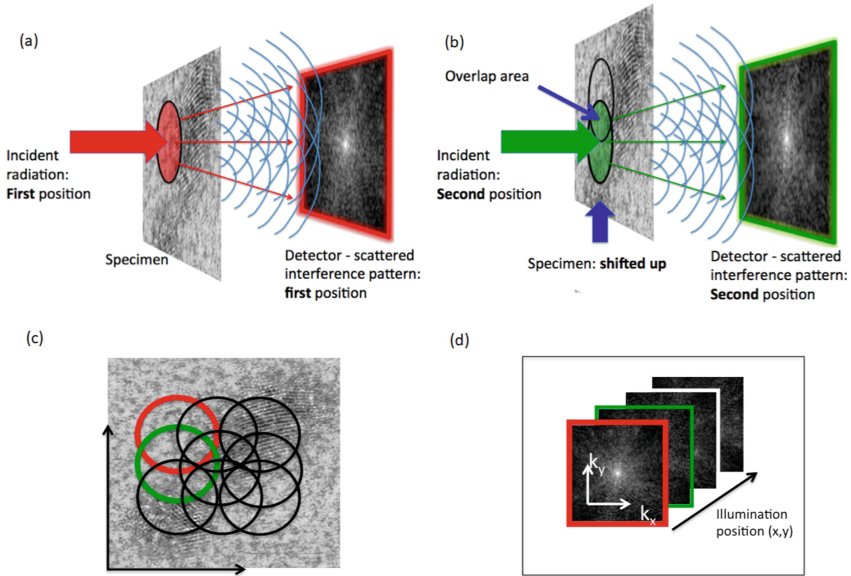 (a)
Incident
radiation:
First position
Specimen
Detector - scattered
interference pattern:
first position
(b)
Overlap area
Incident
radiation:
Second position
Specimen: shifted up
Detector - scattered
interference pattern:
Second position
(c)
(d)
ky
kx
Illumination
position (x,y)